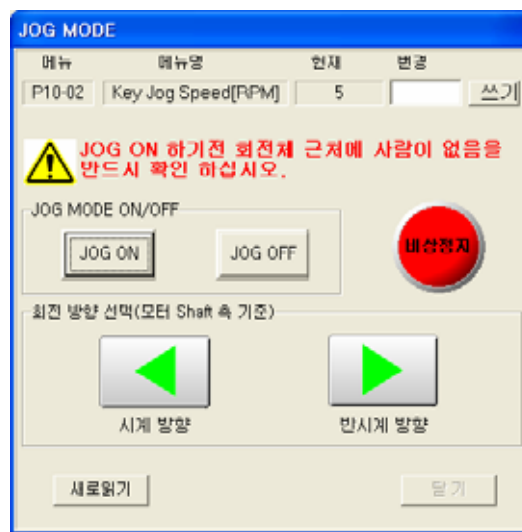 JOG MODE
메뉴 메뉴명 현재 변경
P10-02 Key Jog Speed[RPM] 5 쓰기
JOG ON 하기전 회전체 근처에 사람이 없음을
반드시 확인 하십시오.
JOG MODE ON/OFF
JOG ON JOG OFF
비상정지
회전 방향 선택(모터 Shaft 측 기준)
시계 방향 반시계 방향
새로읽기 닫기